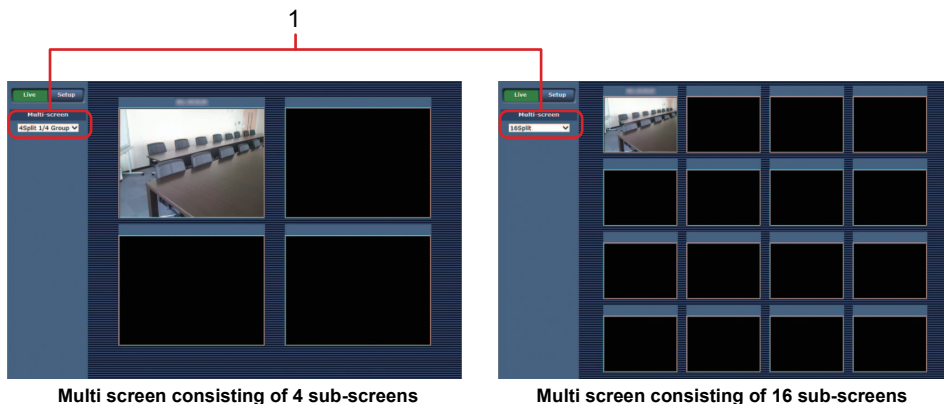 1
Live Setup
Multi-screen
4Split 1/4 Group
Live Setup
Multi-screen
16Split
Multi screen consisting of 4 sub-screens
Multi screen consisting of 16 sub-screens